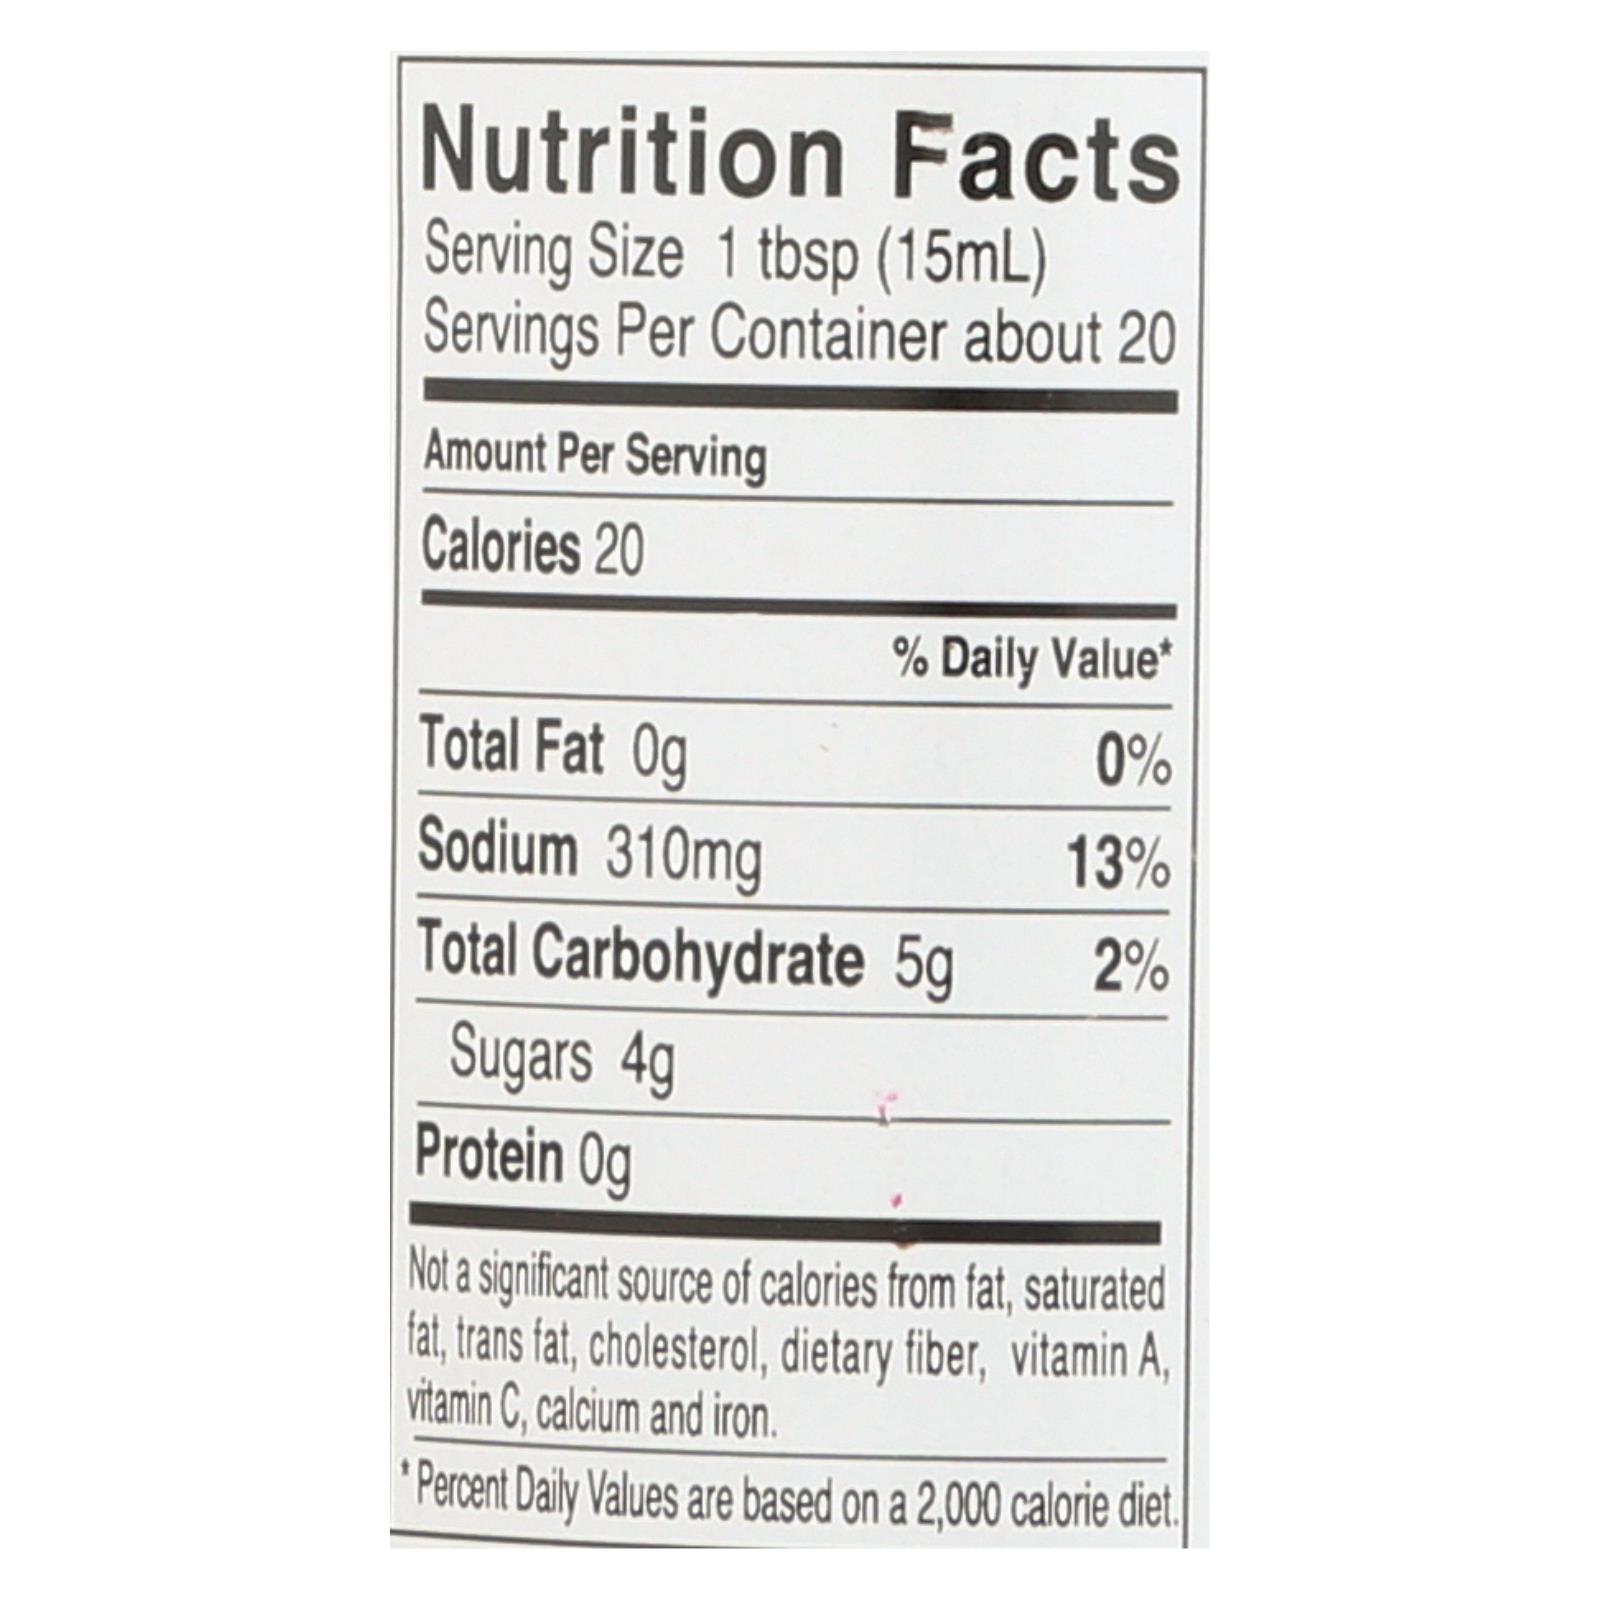 Nutrition Facts
Serving Size 1 tbsp (15mL)
Servings Per Container about 20
Amount Per Serving
Calories 20
% Daily Value*
Total Fat 0g 0%
Sodium 310mg 13%
Total Carbohydrate 5g 2%
Sugars 4g
Protein 0g
Not a significant source of calories from fat, saturated
fat, trans fat, cholesterol, dietary fiber, vitamin A,
vitamin C, calcium and iron.
* Percent Daily Values are based on a 2,000 calorie diet.